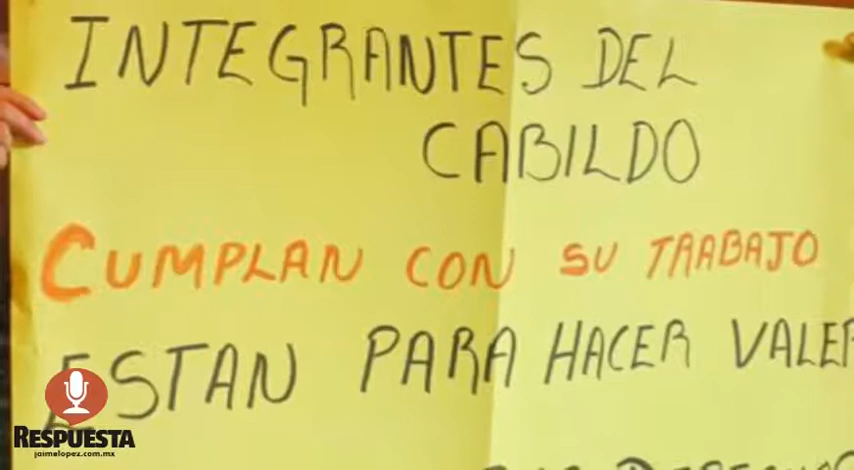 INTEGRANTES DEL
CABILDO
CUMPLAN CON SU TRABAJO
ESTAN PARA HACER VALER
RESPUESTA
jaimelopez.com.mx